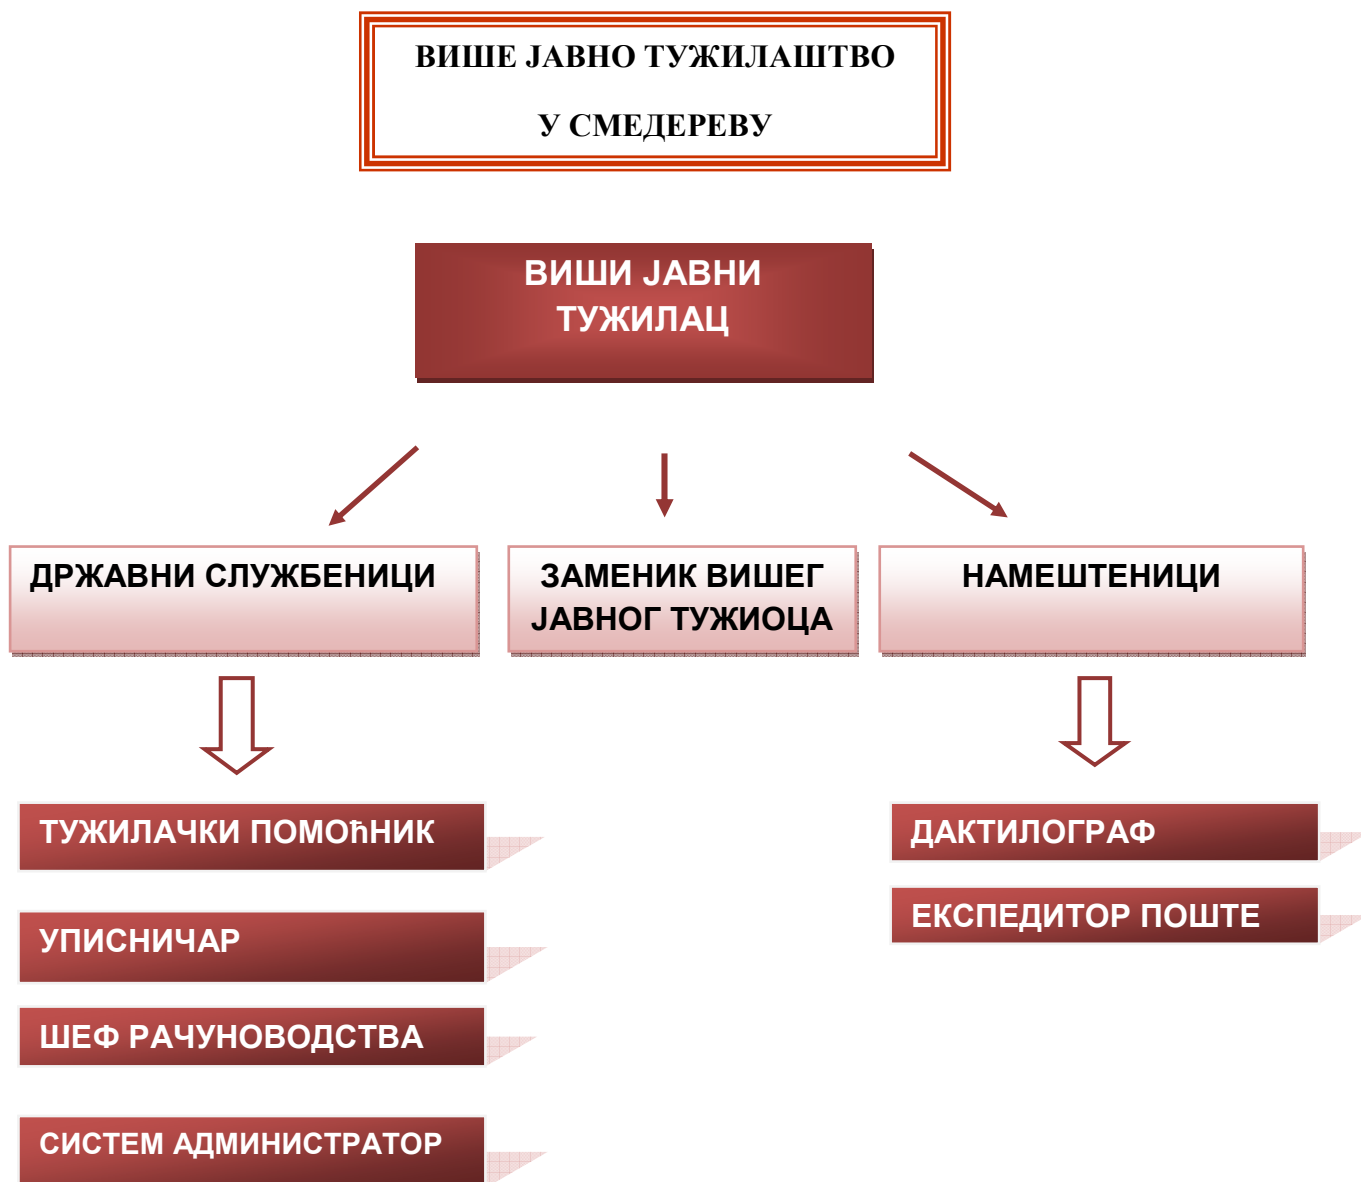 ВИШЕ ЈАВНО ТУЖИЛАШТВО
У СМЕДЕРЕВУ
ВИШИ ЈАВНИ
ТУЖИЛАЦ
ДРЖАВНИ СЛУЖБЕНИЦИ
ЗАМЕНИК ВИШЕГ
ЈАВНОГ ТУЖИОЦА
НАМЕШТЕНИЦИ
ТУЖИЛАЧКИ ПОМОћНИК
УПИСНИЧАР
ШЕФ РАЧУНОВОДСТВА
СИСТЕМ АДМИНИСТРАТОР
ДАКТИЛОГРАФ
ЕКСПЕДИТОР ПОШТЕ